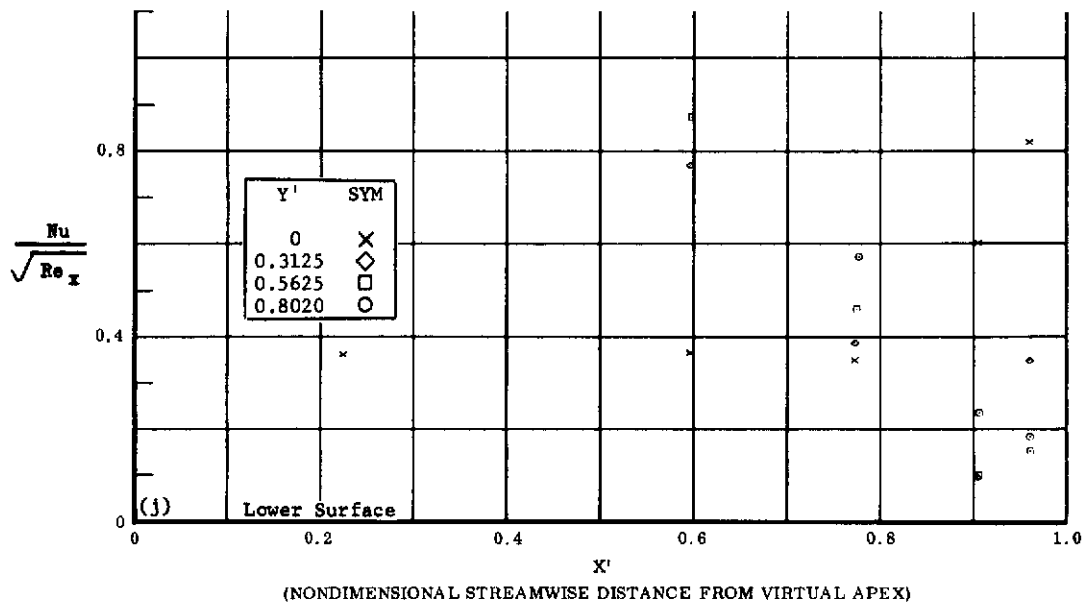 0.8
0.4
0
Nu
√Re x
Y' SYM
0 ×
0.3125 ◇
0.5625 □
0.8020 ○
(j) Lower Surface
0 0.2 0.4 0.6 0.8 1.0
X'
(NONDIMENSIONAL STREAMWISE DISTANCE FROM VIRTUAL APEX)